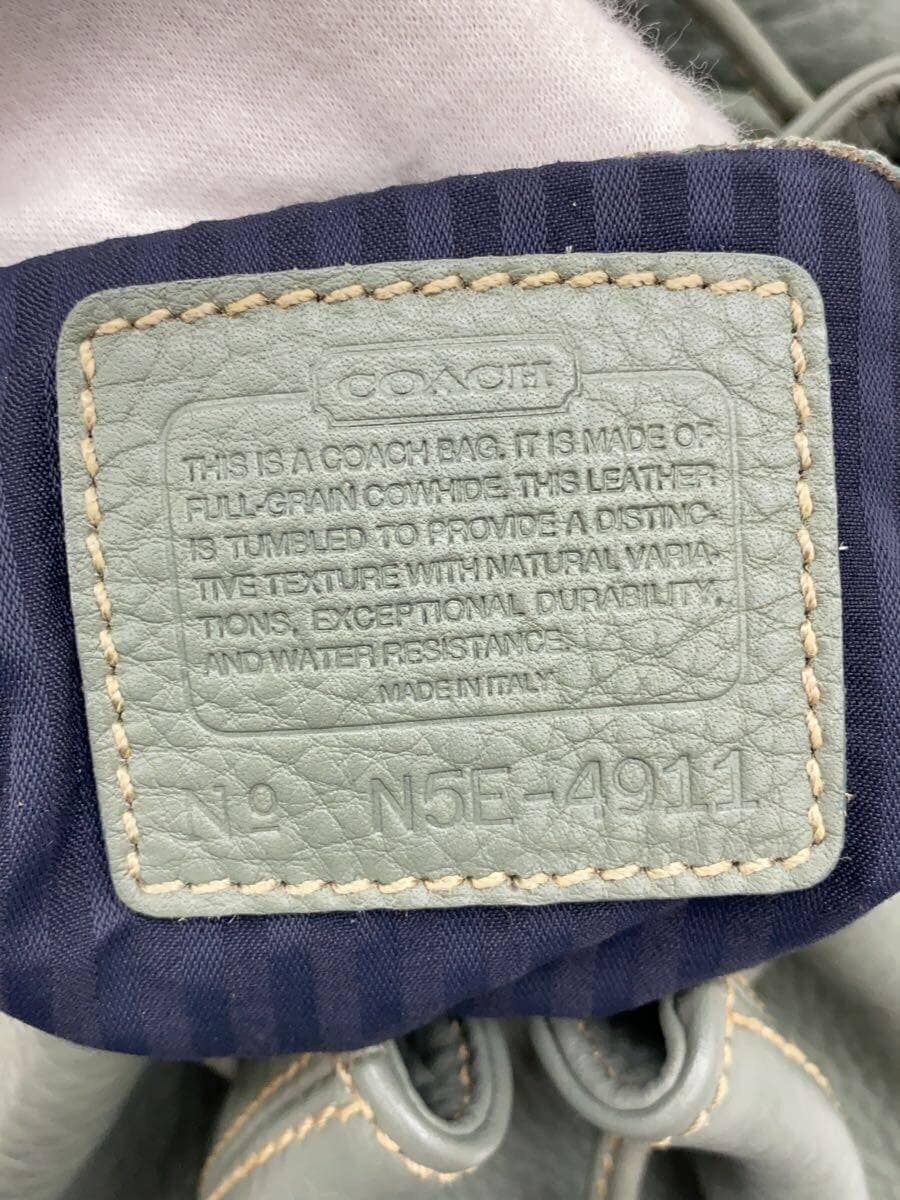 COACH
THIS IS A COACH BAG. IT IS MADE OF
FULL-GRAIN COWHIDE. THIS LEATHER
IS TUMBLED TO PROVIDE A DISTINC-
TIVE TEXTURE WITH NATURAL VARIA-
TIONS, EXCEPTIONAL DURABILITY,
AND WATER RESISTANCE.
MADE IN ITALY
Nº N5E-4911